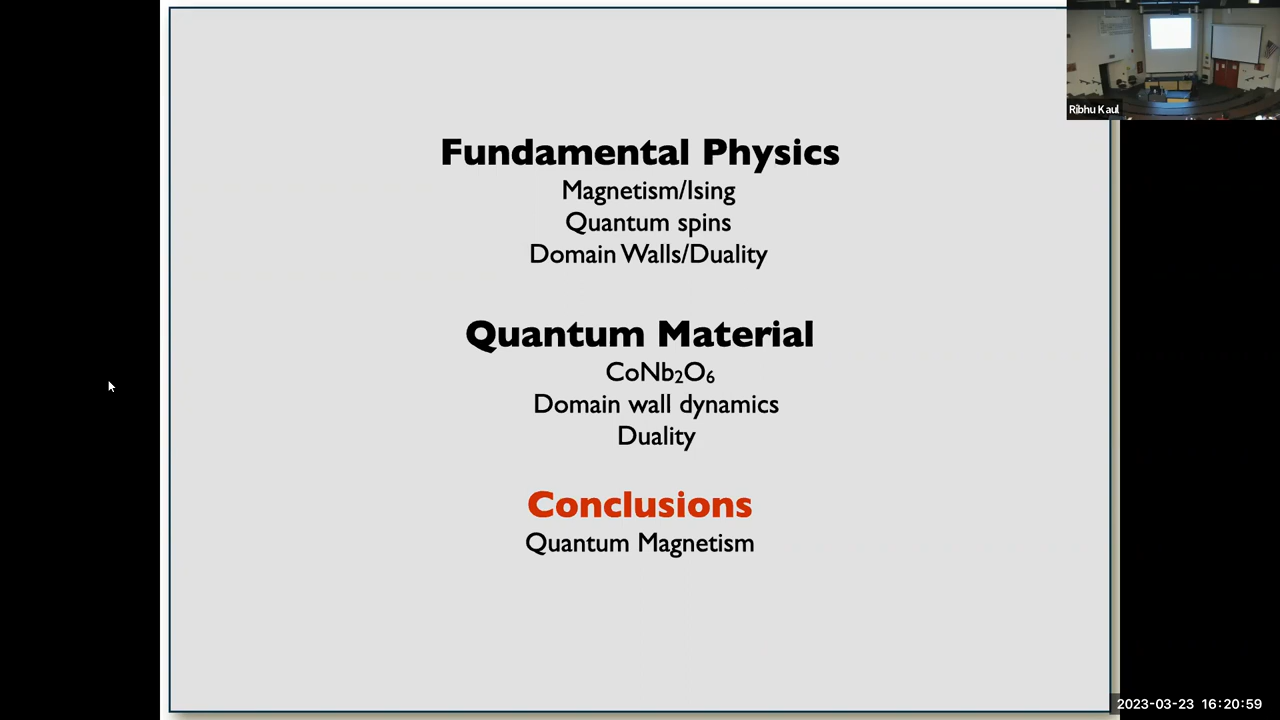 Ribhu Kaul
Fundamental Physics
Magnetism/Ising
Quantum spins
Domain Walls/Duality
Quantum Material
CoNb₂O₆
Domain wall dynamics
Duality
Conclusions
Quantum Magnetism
2023-03-23 16:20:59